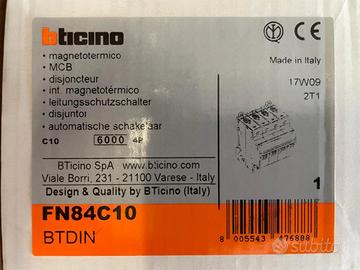 bticino
Made in Italy
• magnetotermico
• MCB
• disjoncteur
• int. magnetotérmico
• leitungsschutzschalter
• disjuntor
• automatische schakelaar
17W09
2T1
C10 6000 4P
BTicino SpA www.bticino.com
Viale Borri, 231 - 21100 Varese - Italy
Design & Quality by BTicino (Italy)
1
FN84C10
BTDIN
8 005543 476888
subito